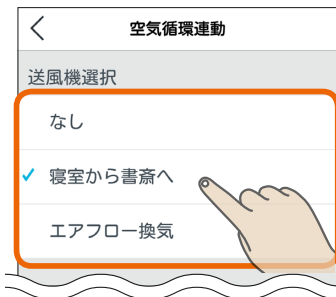 空気循環連動
送風機選択
なし
寝室から書斎へ
エアフロー換気